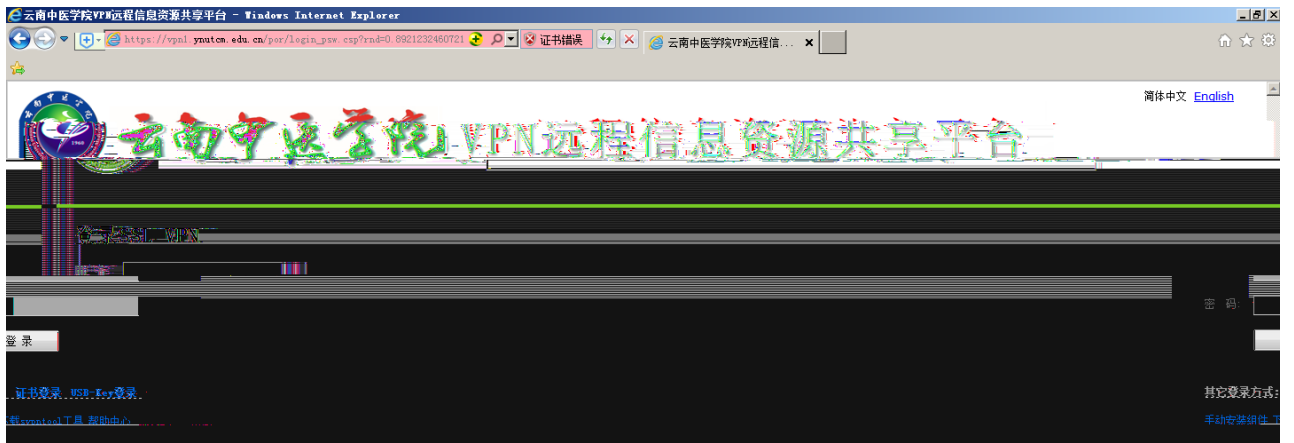 云南中医学院VPN远程信息资源共享平台 - Windows Internet Explorer
https://vpn1.ynutcm.edu.cn/por/login_psw.csp?rnd=0.8921232460721
证书错误
云南中医学院VPN远程信...
简体中文 English
云南中医学院 VPN远程信息资源共享平台
密 码:
登 录
证书登录 USB-Key登录
其它登录方式:
工具 帮助中心
手动安装组件